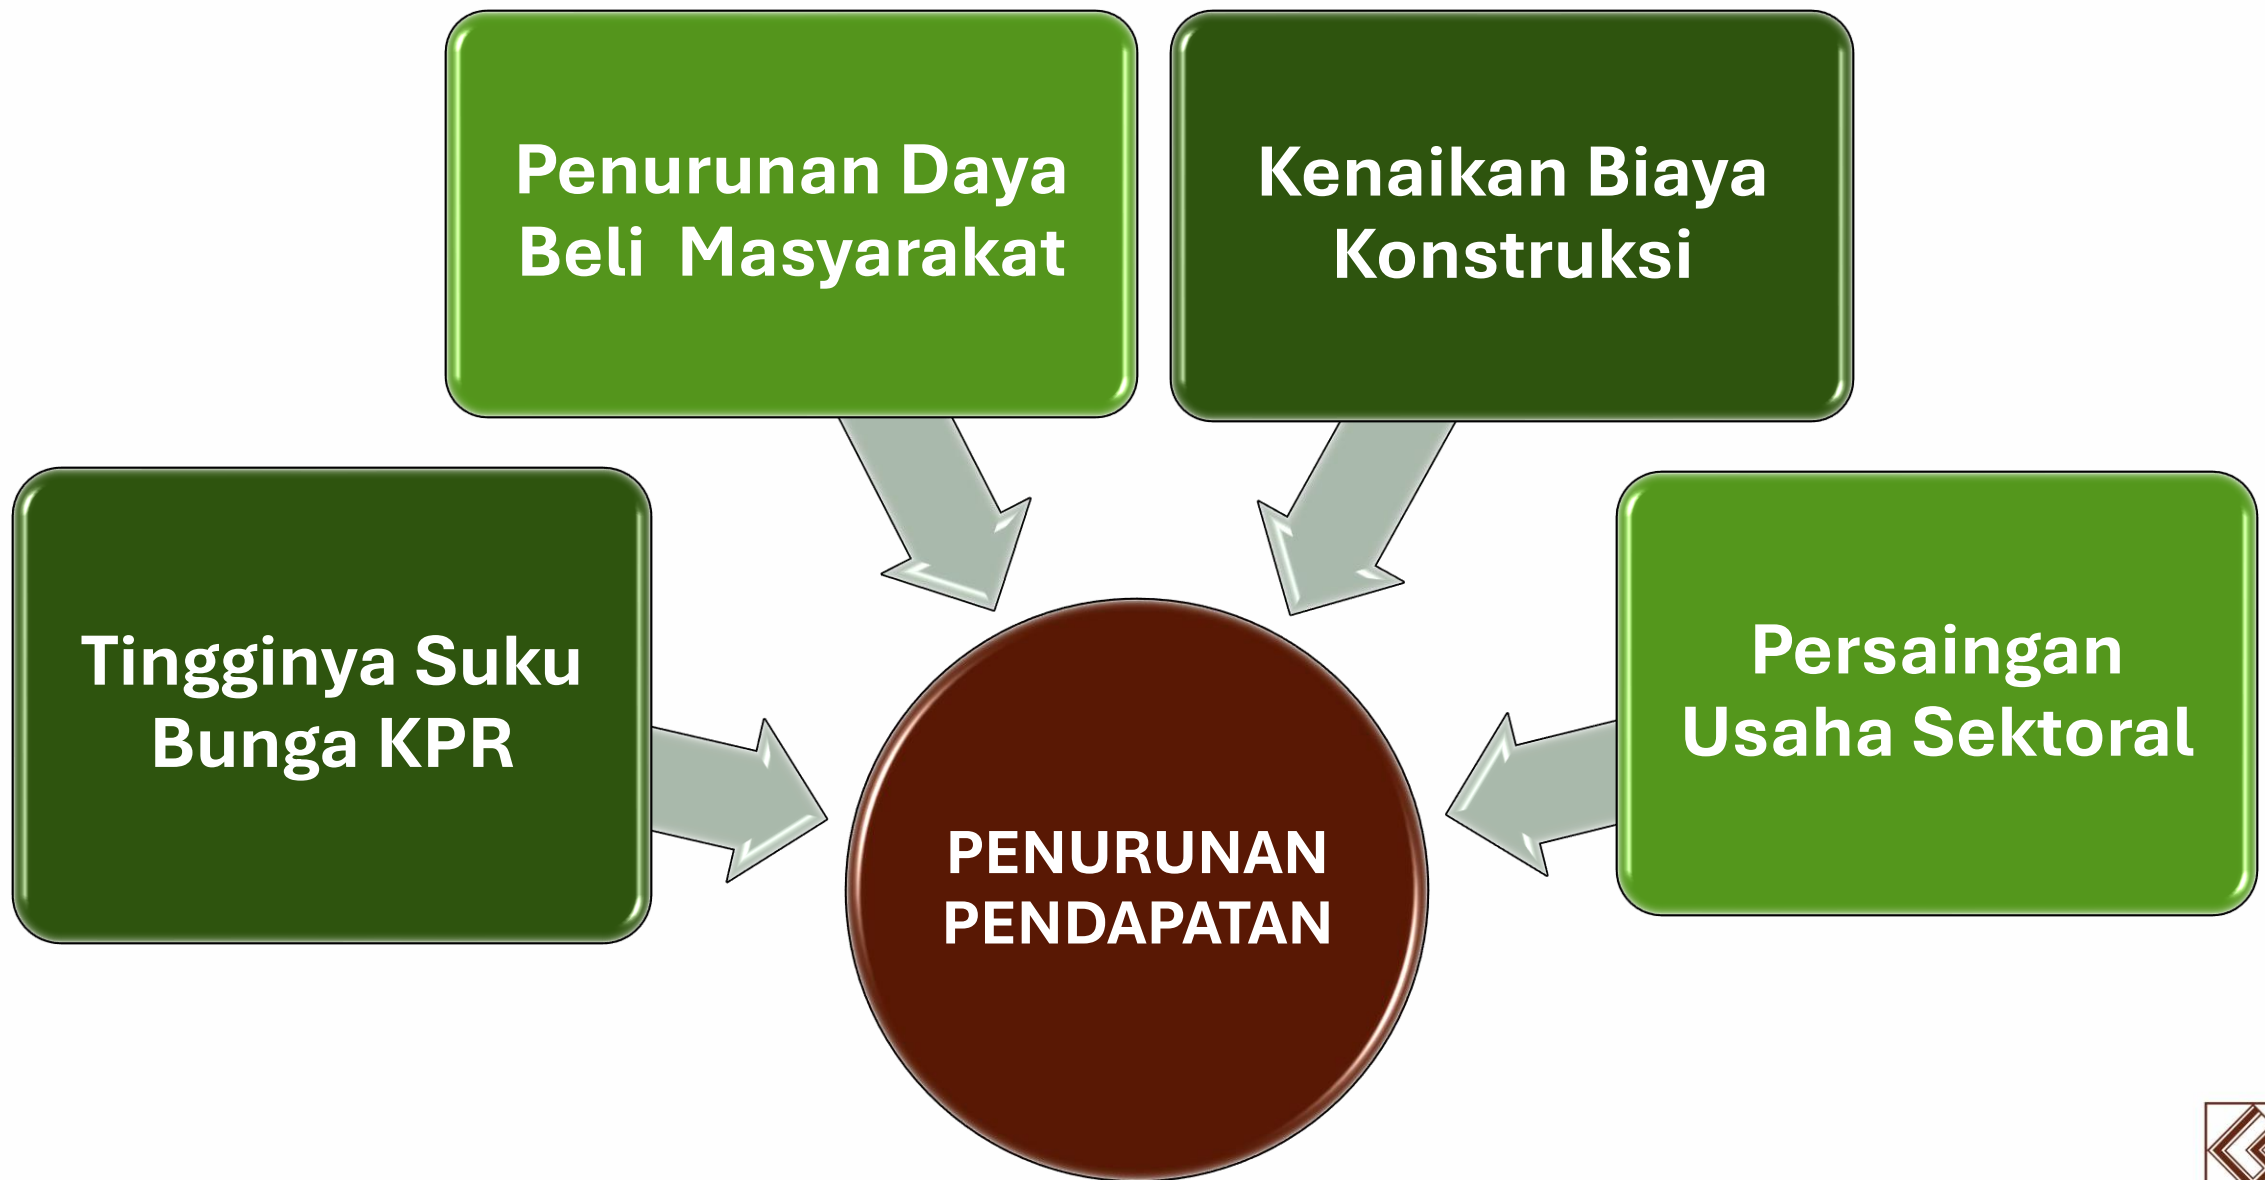 Penurunan Daya
Beli  Masyarakat
Kenaikan Biaya
Konstruksi
Tingginya Suku
Bunga KPR
Persaingan
Usaha Sektoral
PENURUNAN
PENDAPATAN